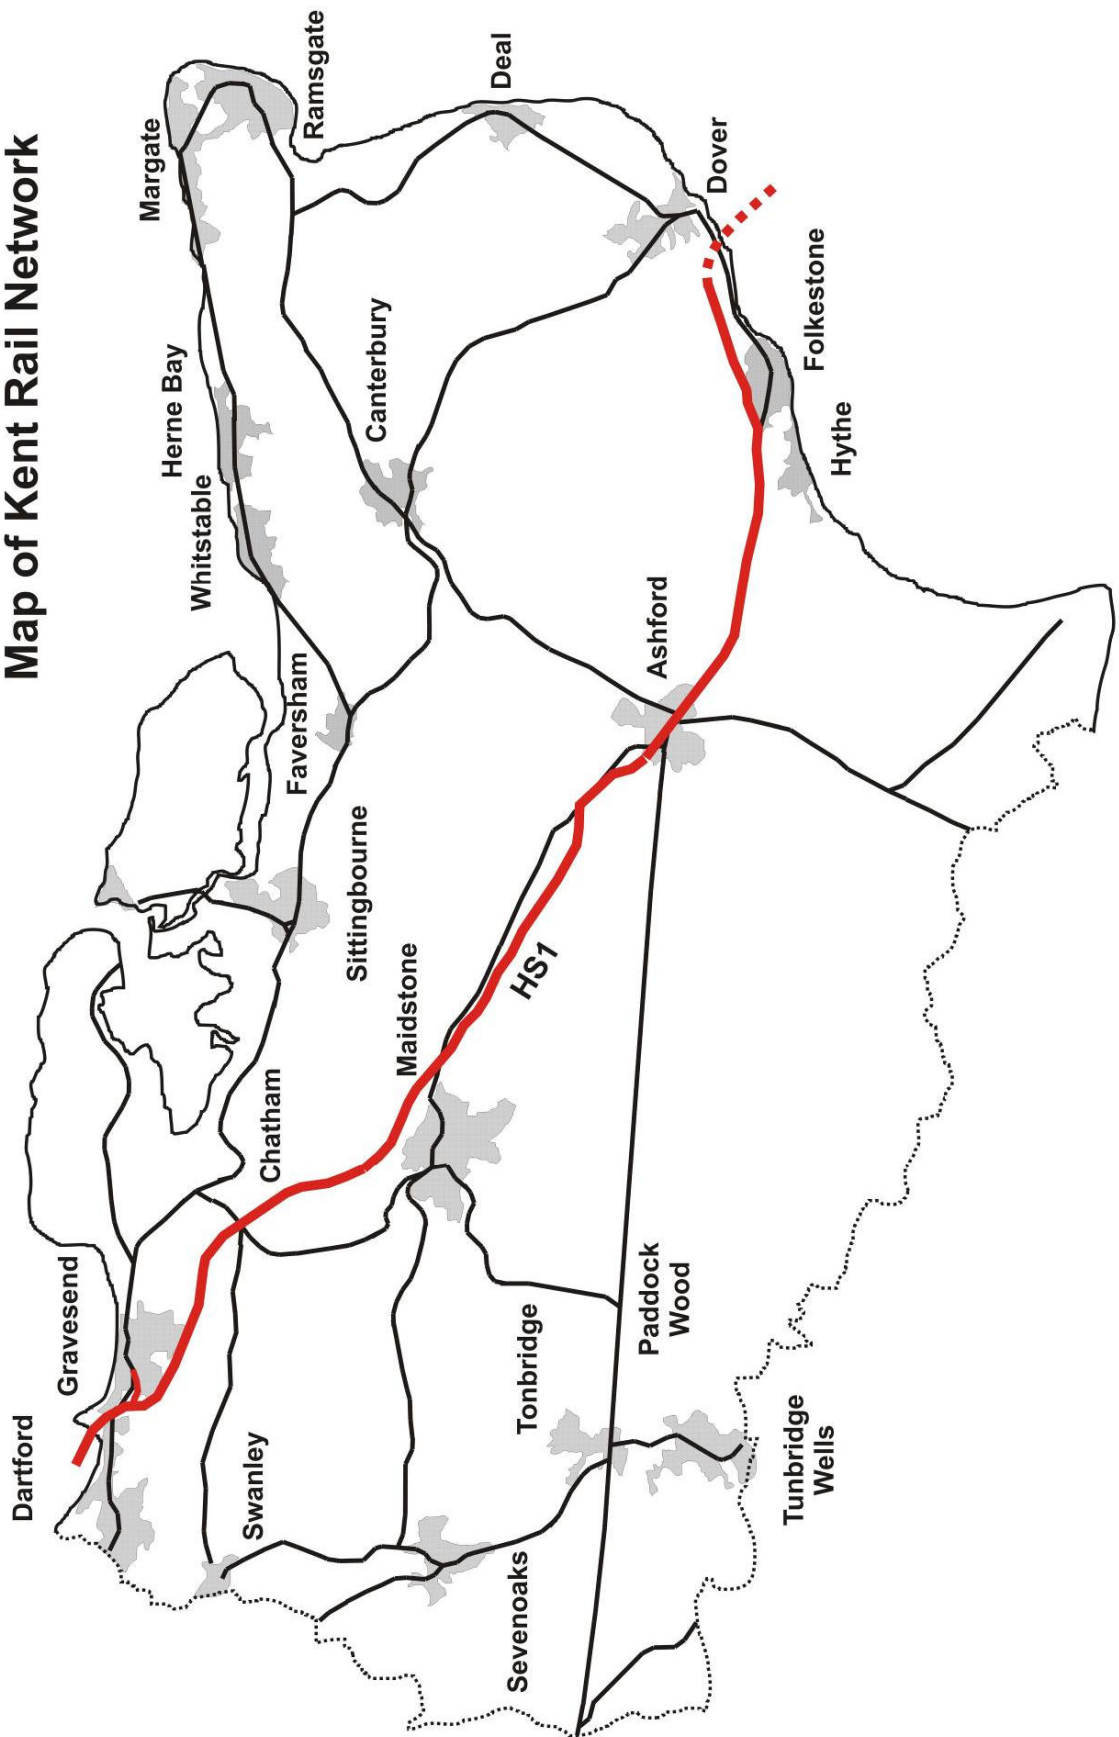 Map of Kent Rail Network
Dartford
Gravesend
Margate
Ramsgate
Herne Bay
Whitstable
Swanley
Chatham
Sittingbourne
Faversham
Canterbury
Deal
Maidstone
HS1
Sevenoaks
Tonbridge
Paddock
Wood
Ashford
Dover
Folkestone
Hythe
Tunbridge
Wells